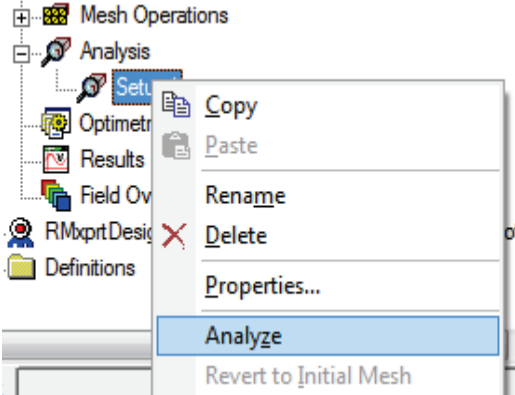 Mesh Operations
Analysis
Setu
Copy
Optimetr
Paste
Results
Field Ov
Rename
RMxprtDesig
Delete
Definitions
Properties...
Analyze
Revert to Initial Mesh